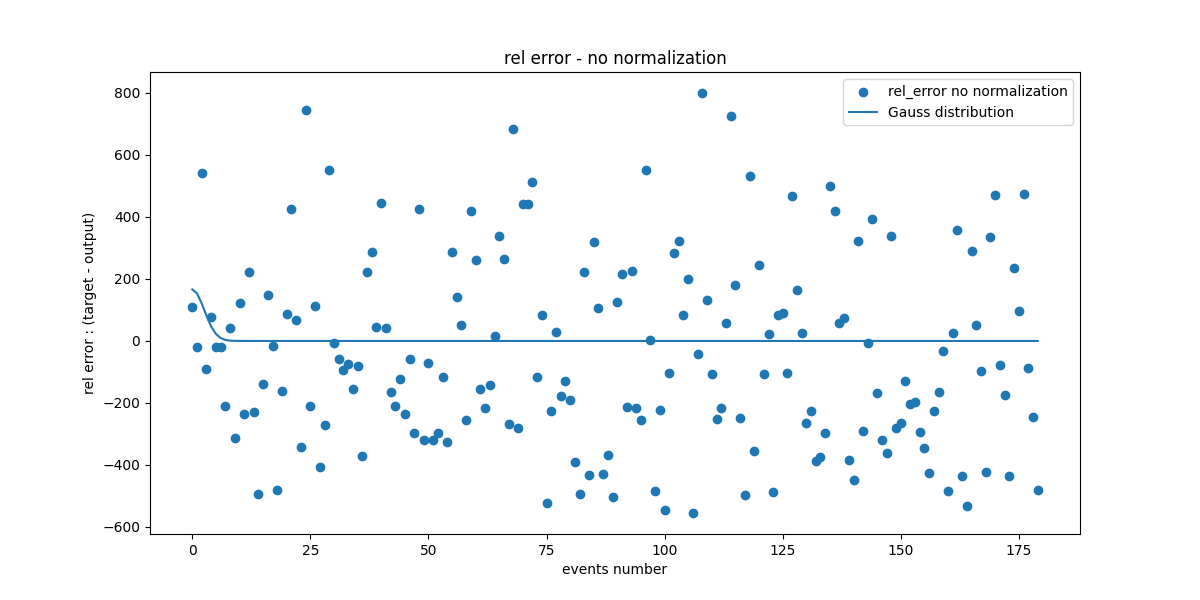 rel error - no normalization
rel_error no normalization
Gauss distribution
rel error : (target - output)
800
600
400
200
0
−200
−400
−600
0 25 50 75 100 125 150 175
events number